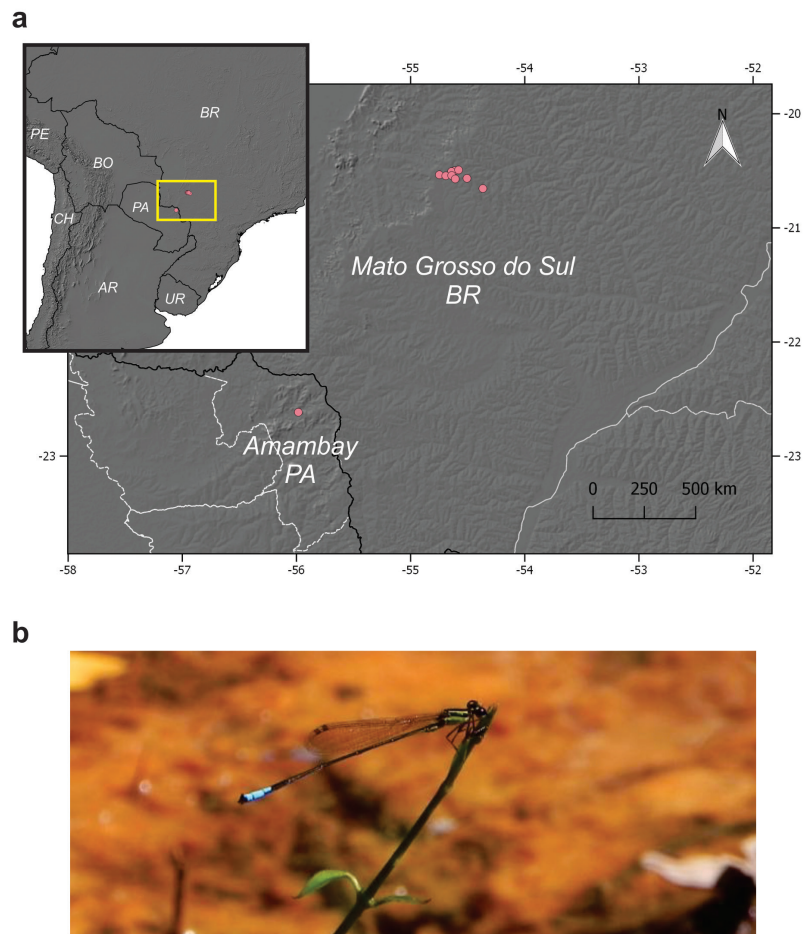 a
-55
-54
-53
-52
N
-20
BR
PE
BO
PA
CH
AR
UR
-21
Mato Grosso do Sul
BR
-22
Amambay
PA
-23
-23
0 250 500 km
-58
-57
-56
-55
-54
-53
-52
b